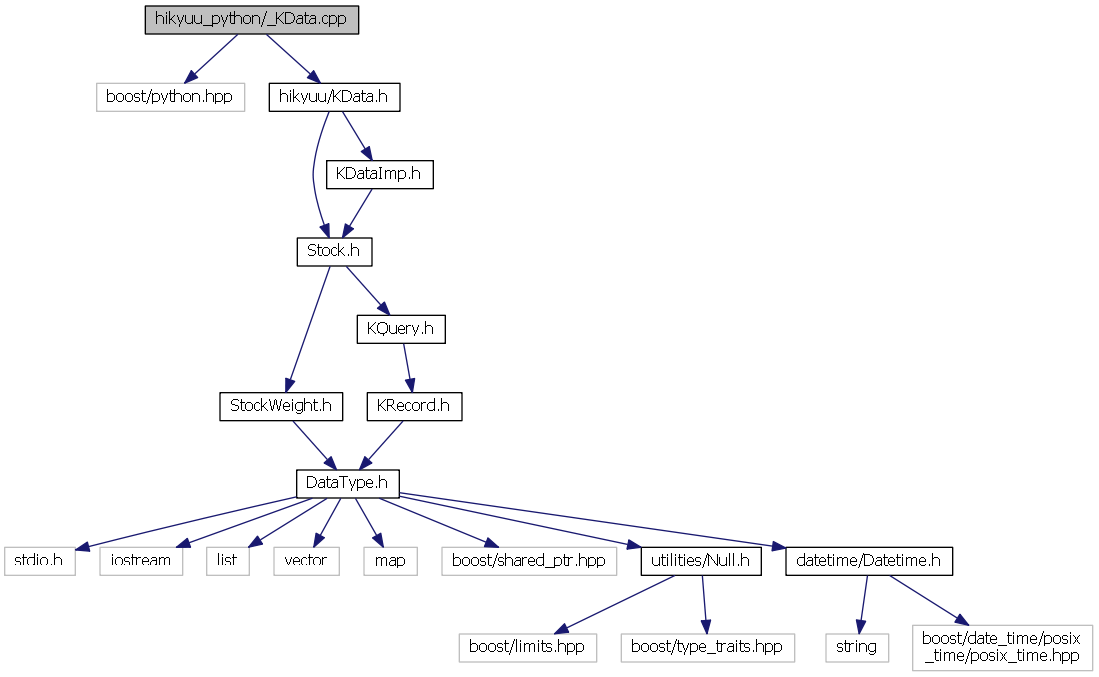 hikyuu_python/_KData.cpp
boost/python.hpp
hikyuu/KData.h
KDataImp.h
Stock.h
KQuery.h
StockWeight.h
KRecord.h
DataType.h
stdio.h
iostream
list
vector
map
boost/shared_ptr.hpp
utilities/Null.h
datetime/Datetime.h
boost/limits.hpp
boost/type_traits.hpp
string
boost/date_time/posix
_time/posix_time.hpp